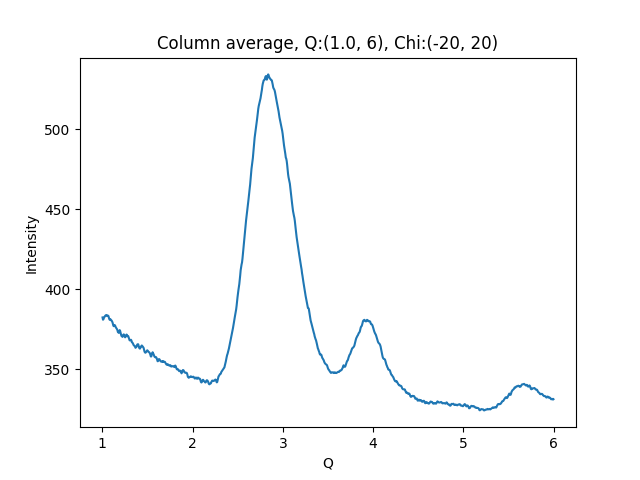 Column average, Q:(1.0, 6), Chi:(-20, 20)
500
450
400
350
Intensity
1 2 3 4 5 6
Q